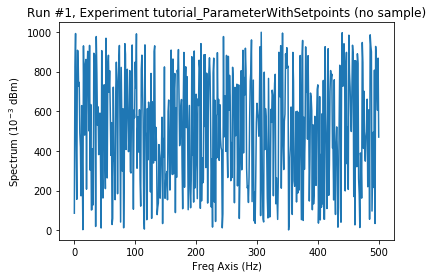 Run #1, Experiment tutorial_ParameterWithSetpoints (no sample)
Spectrum (10⁻³ dBm)
1000
800
600
400
200
0
0 100 200 300 400 500
Freq Axis (Hz)